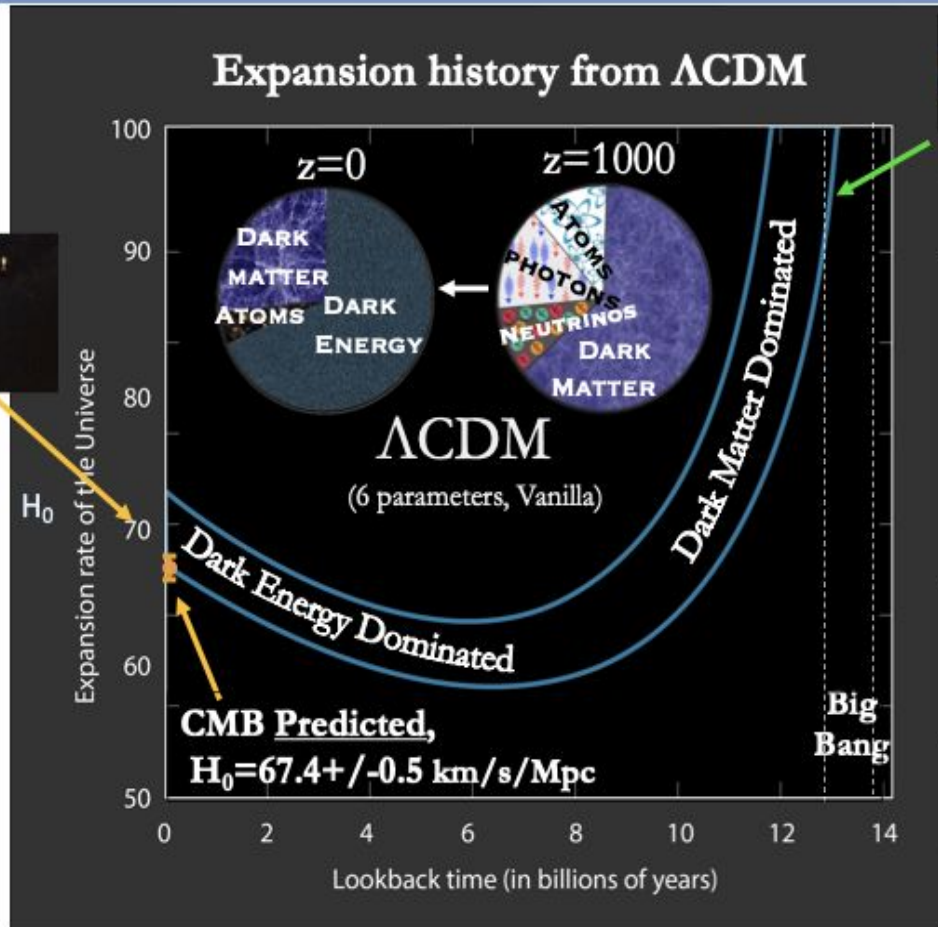 Expansion history from ΛCDM
z=0
z=1000
DARK
MATTER
ATOMS
DARK
ENERGY
ATOMS
PHOTONS
NEUTRINOS
DARK
MATTER
ΛCDM
(6 parameters, Vanilla)
Dark Energy Dominated
Dark Matter Dominated
CMB Predicted,
H₀=67.4+/-0.5 km/s/Mpc
Big
Bang
H₀
Expansion rate of the Universe
100
90
80
70
60
50
0 2 4 6 8 10 12 14
Lookback time (in billions of years)